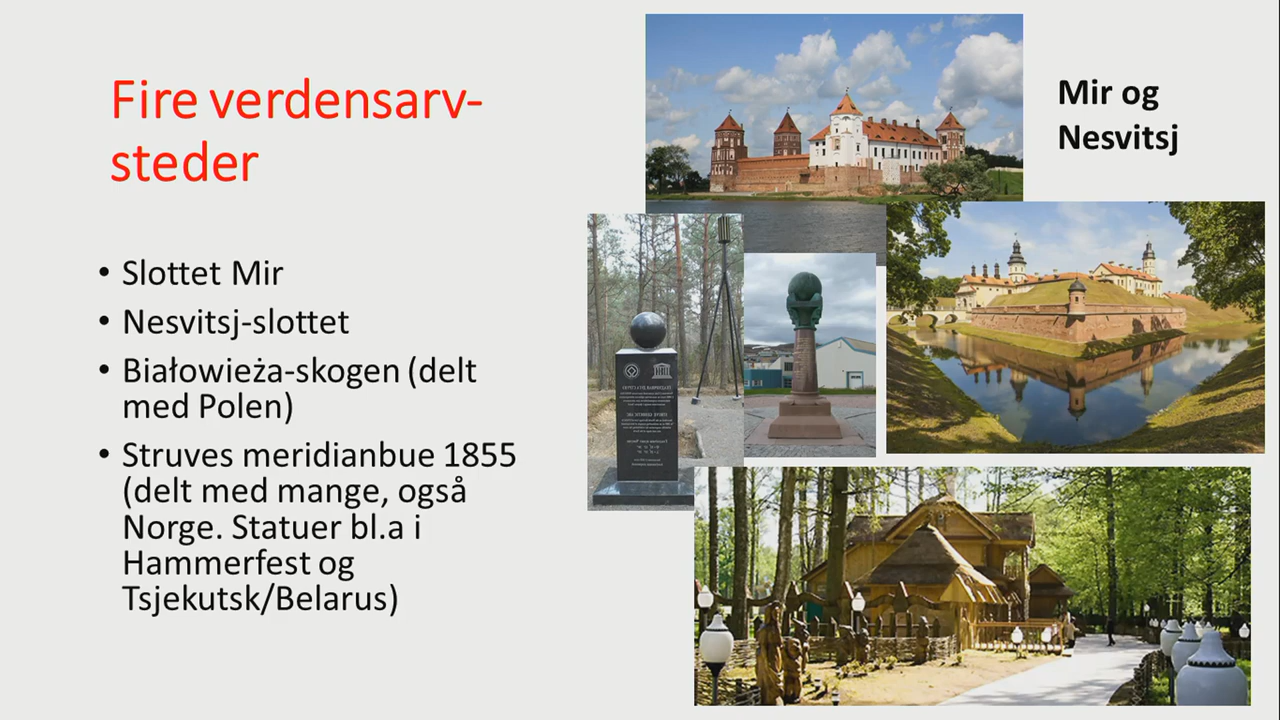 Fire verdensarv-
steder
• Slottet Mir
• Nesvitsj-slottet
• Białowieża-skogen (delt
med Polen)
• Struves meridianbue 1855
(delt med mange, også
Norge. Statuer bl.a i
Hammerfest og
Tsjekutsk/Belarus)
Mir og
Nesvitsj